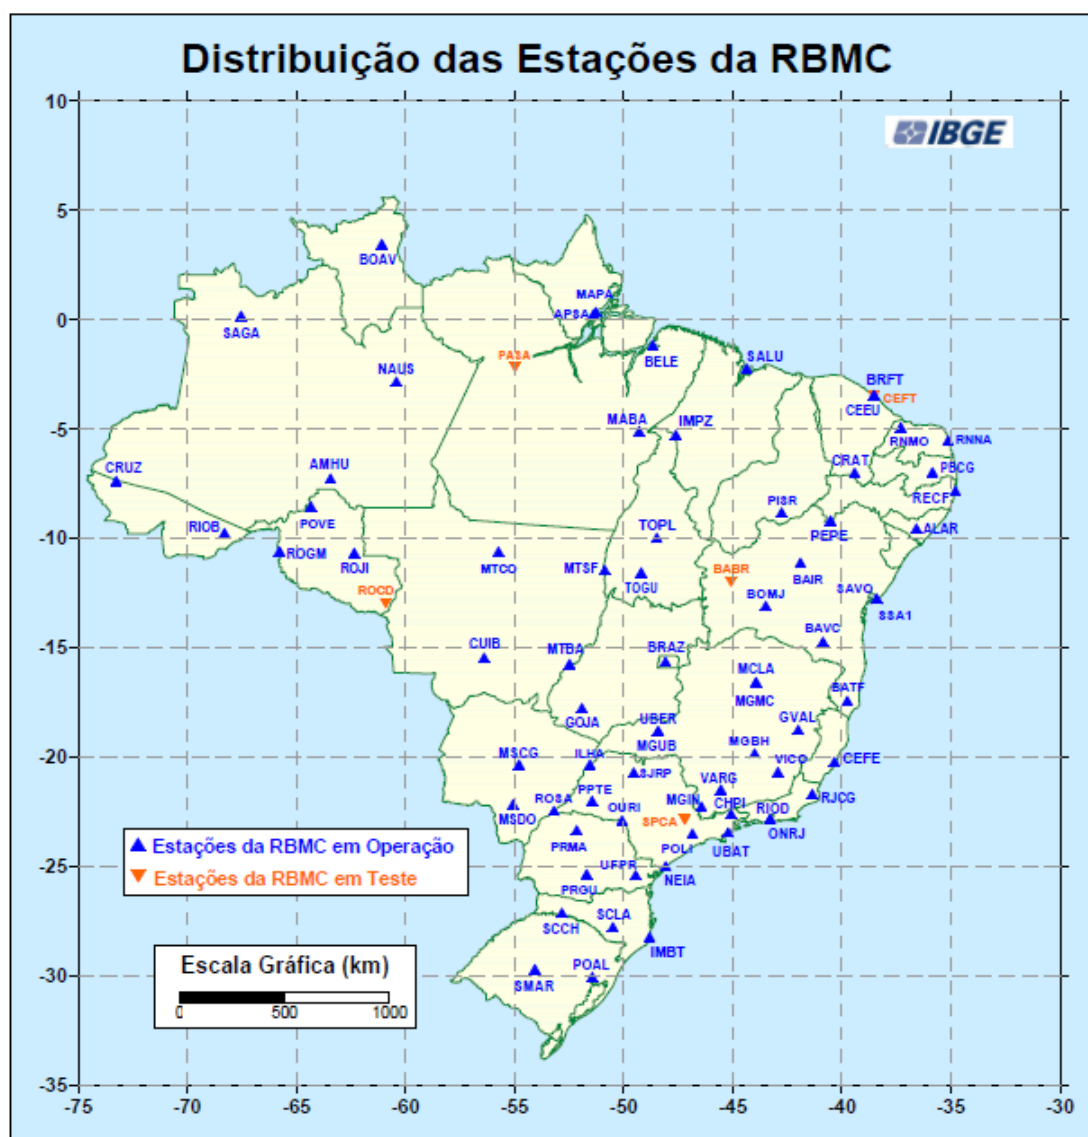 Distribuição das Estações da RBMC
IBGE
10
5
0
-5
-10
-15
-20
-25
-30
-35
-75
-70
-65
-60
-55
-50
-45
-40
-35
-30
BOAV
MAPA
APSA
SAGA
PASA
BELE
SALU
NAUS
BRFT
CEFT
CEEU
MABA
IMPZ
RNMO
RNNA
CRUZ
AMHU
CRAT
PBCG
RECF
PISR
RIOB
POVE
TOPL
PEPE
ALAR
ROGM
ROJI
MTCO
MTSF
TOGU
BABR
BAIR
SAVO
ROCD
BOMJ
SSA1
BAVC
CUIB
MTBA
BRAZ
MCLA
MGMC
BATF
GOJA
UBER
MGUB
GVAL
MGBH
MSCG
ILHA
SJRP
VICO
CEFE
VARG
PPTE
ROSA
OURI
MGIN
CHPI
RIOD
RJCG
MSDO
SPCA
ONRJ
PRMA
POLI
UBAT
UFPR
PRGU
NEIA
SCLA
SCCH
IMBT
POAL
SMAR
Estações da RBMC em Operação
Estações da RBMC em Teste
Escala Gráfica (km)
0
500
1000